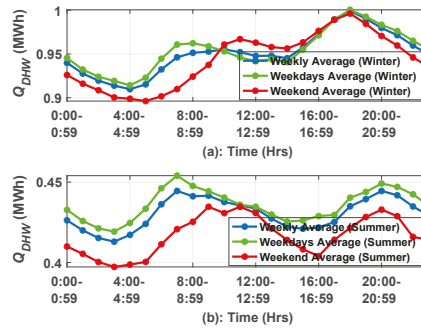 1
0.95
0.9
Q_DHW (MWh)
Weekly Average (Winter)
Weekdays Average (Winter)
Weekend Average (Winter)
0:00- 4:00- 8:00- 12:00- 16:00- 20:00-
0:59 4:59 8:59 12:59 16:59 20:59
(a): Time (Hrs)
0.45
0.4
Q_DHW (MWh)
Weekly Average (Summer)
Weekdays Average (Summer)
Weekend Average (Summer)
0:00- 4:00- 8:00- 12:00- 16:00- 20:00-
0:59 4:59 8:59 12:59 16:59 20:59
(b): Time (Hrs)